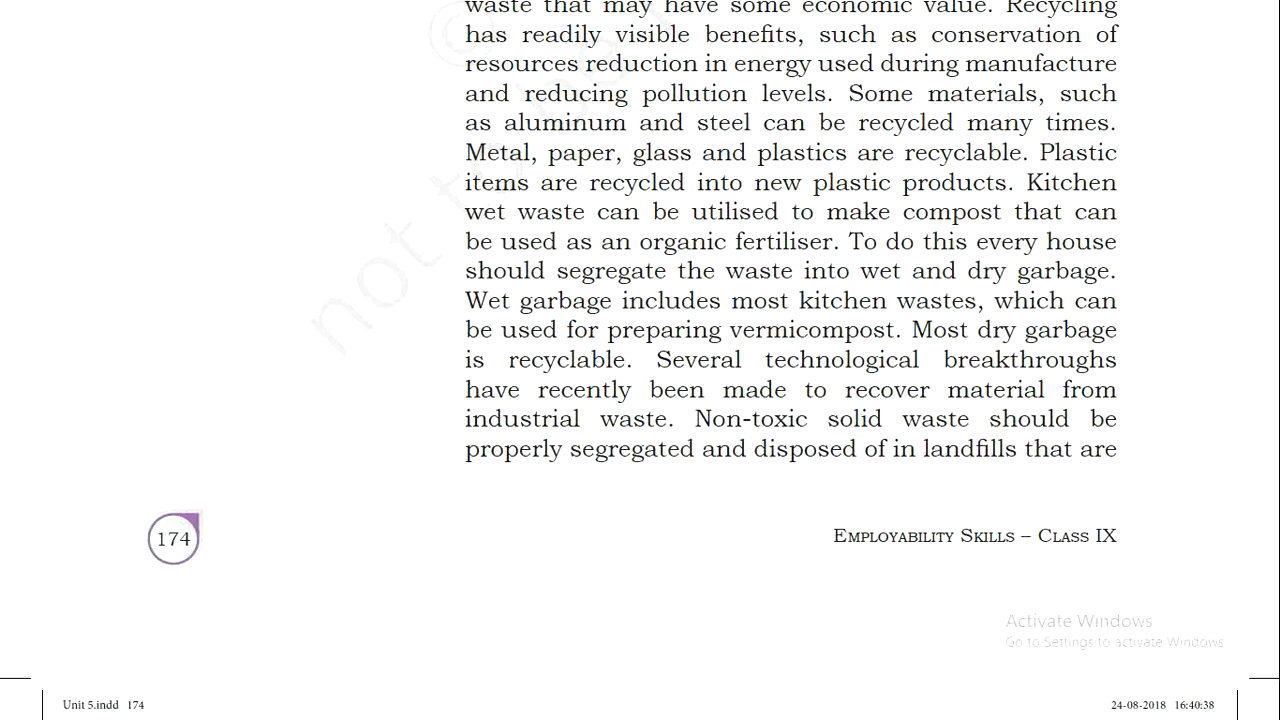 waste that may have some economic value. Recycling
has readily visible benefits, such as conservation of
resources reduction in energy used during manufacture
and reducing pollution levels. Some materials, such
as aluminum and steel can be recycled many times.
Metal, paper, glass and plastics are recyclable. Plastic
items are recycled into new plastic products. Kitchen
wet waste can be utilised to make compost that can
be used as an organic fertiliser. To do this every house
should segregate the waste into wet and dry garbage.
Wet garbage includes most kitchen wastes, which can
be used for preparing vermicompost. Most dry garbage
is recyclable. Several technological breakthroughs
have recently been made to recover material from
industrial waste. Non-toxic solid waste should be
properly segregated and disposed of in landfills that are
©
not to be
174
Employability Skills – Class IX
Activate Windows
Go to Settings to activate Windows
Unit 5.indd 174
24-08-2018 16:40:38